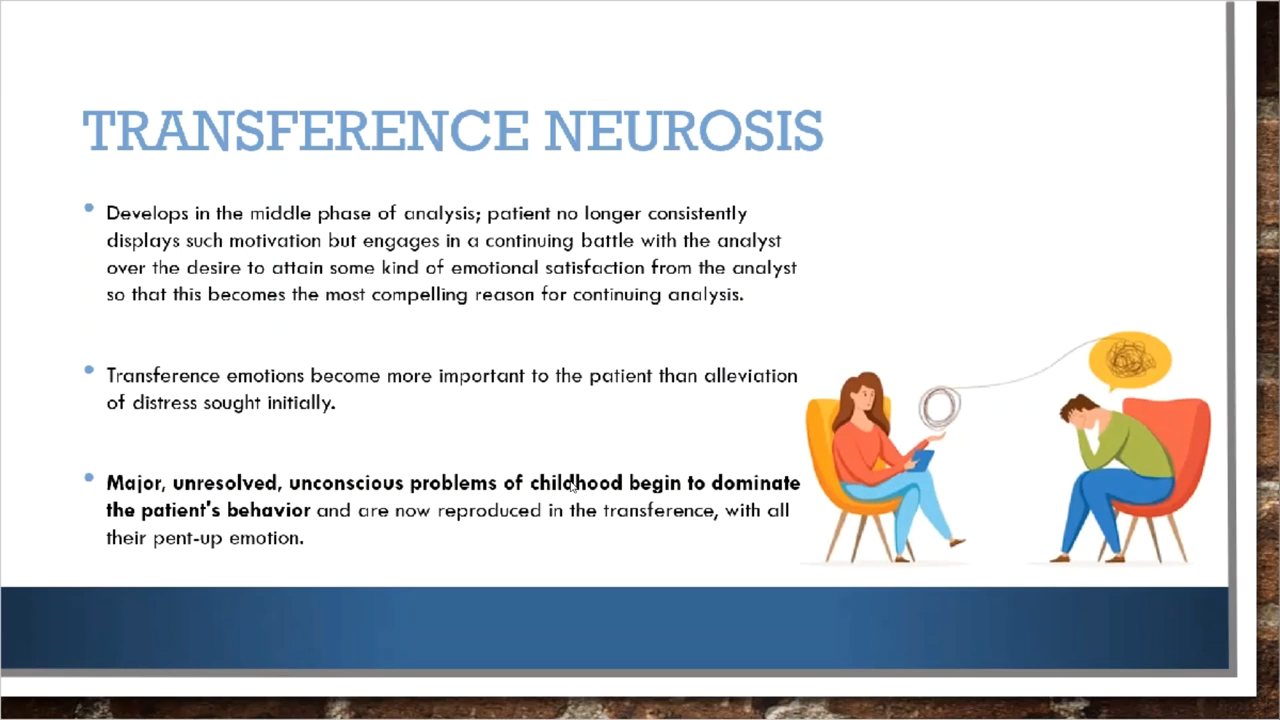 TRANSFERENCE NEUROSIS
• Develops in the middle phase of analysis; patient no longer consistently
displays such motivation but engages in a continuing battle with the analyst
over the desire to attain some kind of emotional satisfaction from the analyst
so that this becomes the most compelling reason for continuing analysis.
• Transference emotions become more important to the patient than alleviation
of distress sought initially.
• Major, unresolved, unconscious problems of childhood begin to dominate
the patient's behavior and are now reproduced in the transference, with all
their pent-up emotion.